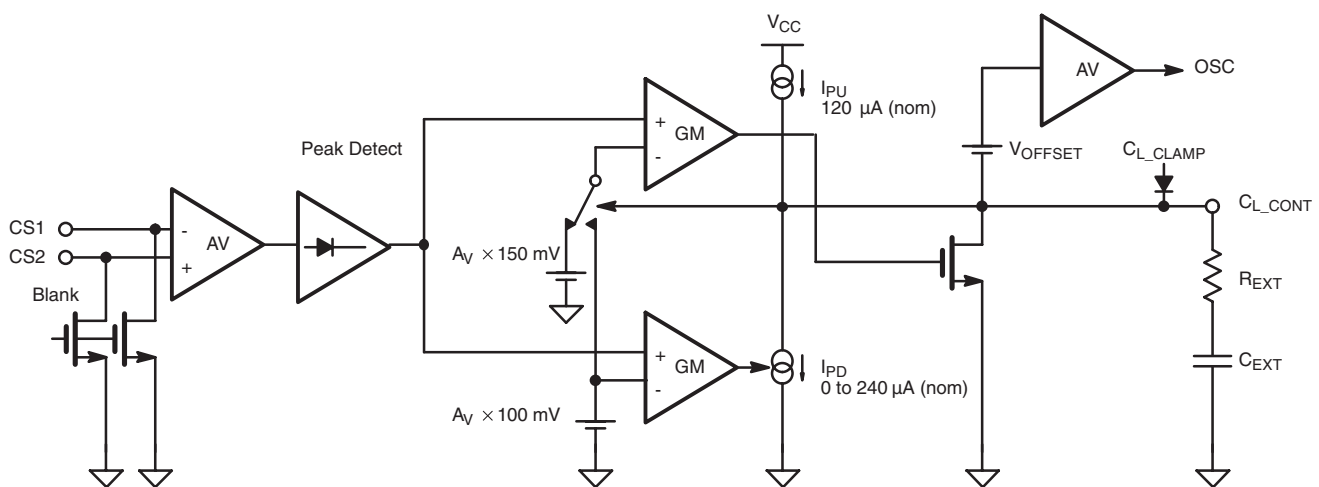 V_CC
I_PU
120 µA (nom)
AV
OSC
GM
+
-
Peak Detect
V_OFFSET
C_L_CLAMP
C_L_CONT
CS1
CS2
-
AV
+
A_V × 150 mV
Blank
R_EXT
+
GM
-
I_PD
0 to 240 µA (nom)
C_EXT
A_V × 100 mV